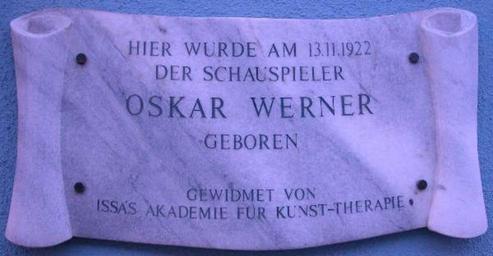 HIER WURDE AM 13.11.1922
DER SCHAUSPIELER
OSKAR WERNER
GEBOREN
GEWIDMET VON
ISSA'S AKADEMIE FÜR KUNST-THERAPIE